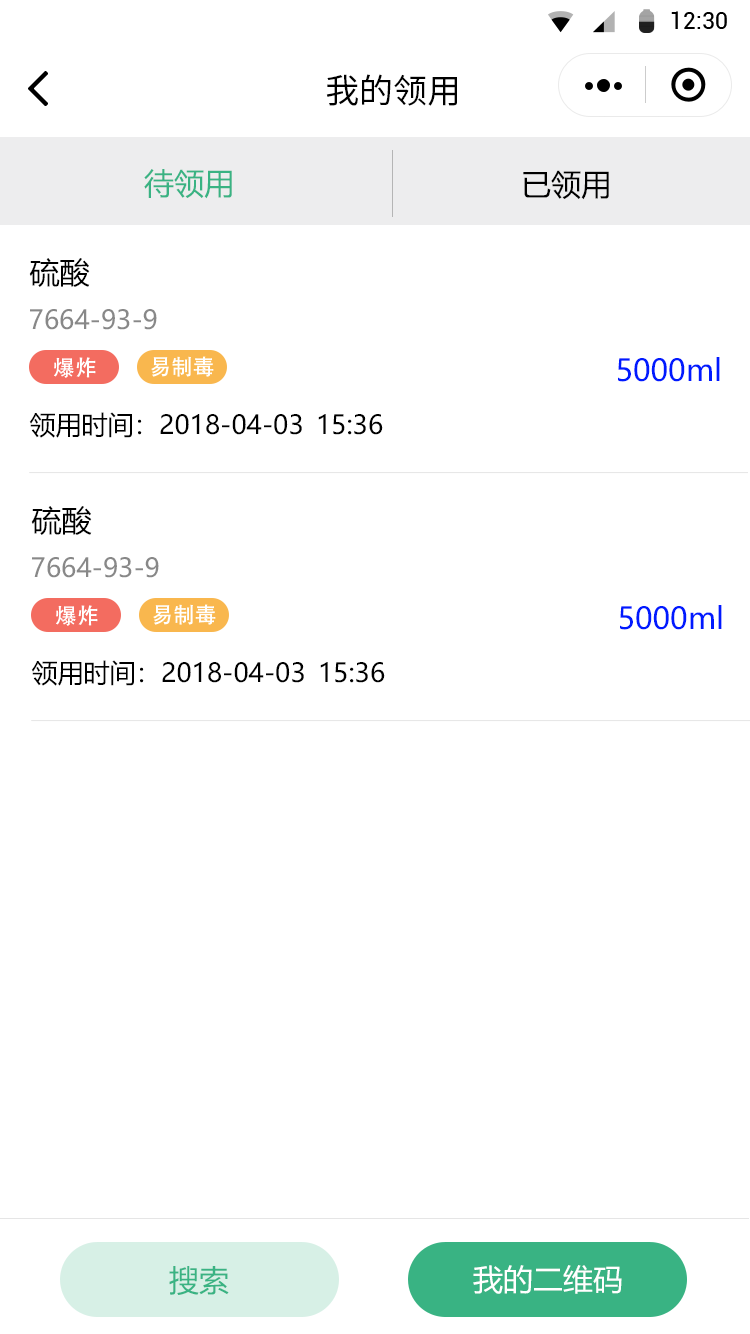 12:30
我的领用
待领用 已领用
硫酸
7664-93-9
爆炸 易制毒 5000ml
领用时间：2018-04-03 15:36
硫酸
7664-93-9
爆炸 易制毒 5000ml
领用时间：2018-04-03 15:36
搜索 我的二维码